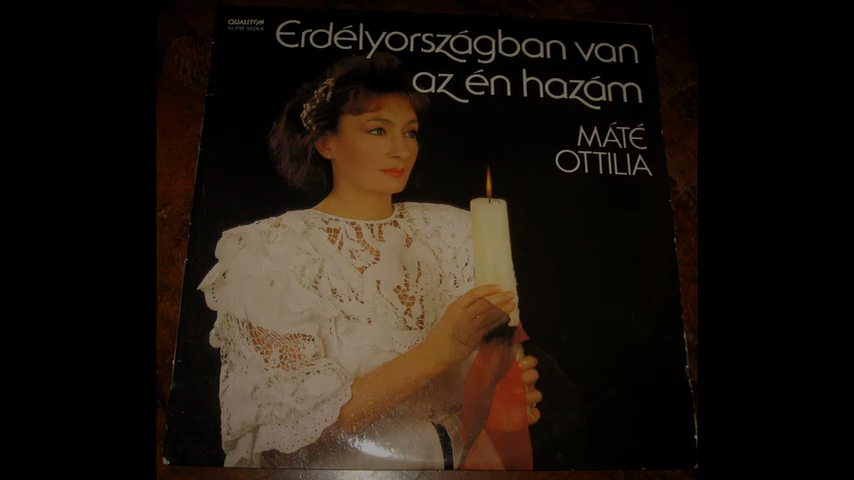 QUALITON
Erdélyországban van
az én hazám
MÁTÉ
OTTILIA